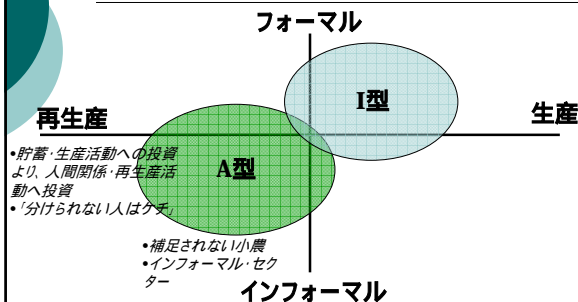 フォーマル
I型
生産
再生産
•貯蓄・生産活動への投資
より、人間関係・再生産活
動へ投資
•「分けられない人はケチ」
A型
•補足されない小農
•インフォーマル・セク
ター
インフォーマル